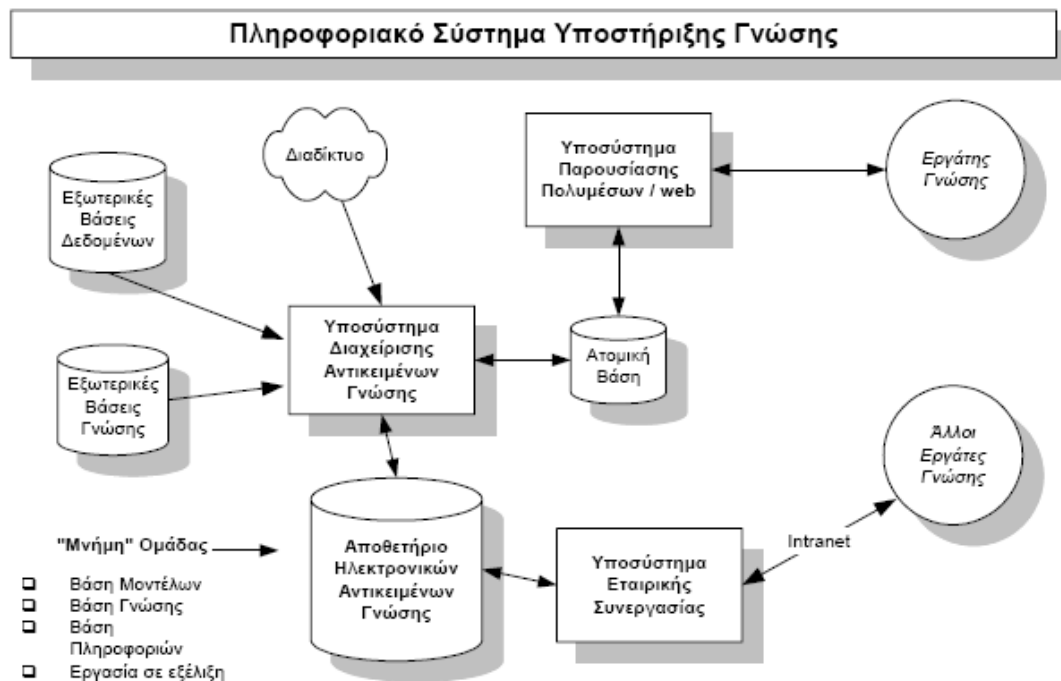 Πληροφοριακό Σύστημα Υποστήριξης Γνώσης
Διαδίκτυο
Υποσύστημα
Παρουσίασης
Πολυμέσων / web
Εργάτης
Γνώσης
Εξωτερικές
Βάσεις
Δεδομένων
Υποσύστημα
Διαχείρισης
Αντικειμένων
Γνώσης
Ατομική
Βάση
Εξωτερικές
Βάσεις
Γνώσης
Άλλοι
Εργάτες
Γνώσης
"Μνήμη" Ομάδας
Βάση Μοντέλων
Βάση Γνώσης
Βάση
Πληροφοριών
Εργασία σε εξέλιξη
Αποθετήριο
Ηλεκτρονικών
Αντικειμένων
Γνώσης
Υποσύστημα
Εταιρικής
Συνεργασίας
Intranet